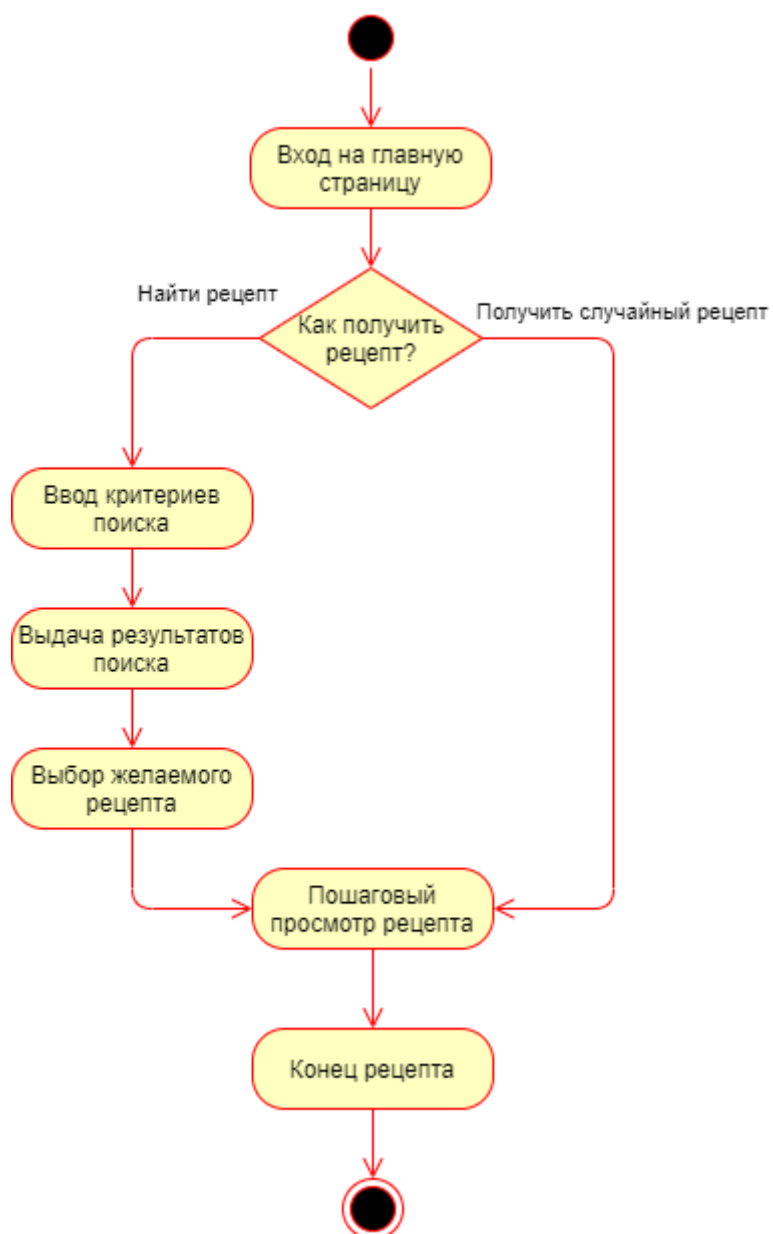 Вход на главную
страницу
Найти рецепт
Получить случайный рецепт
Как получить
рецепт?
Ввод критериев
поиска
Выдача результатов
поиска
Выбор желаемого
рецепта
Пошаговый
просмотр рецепта
Конец рецепта